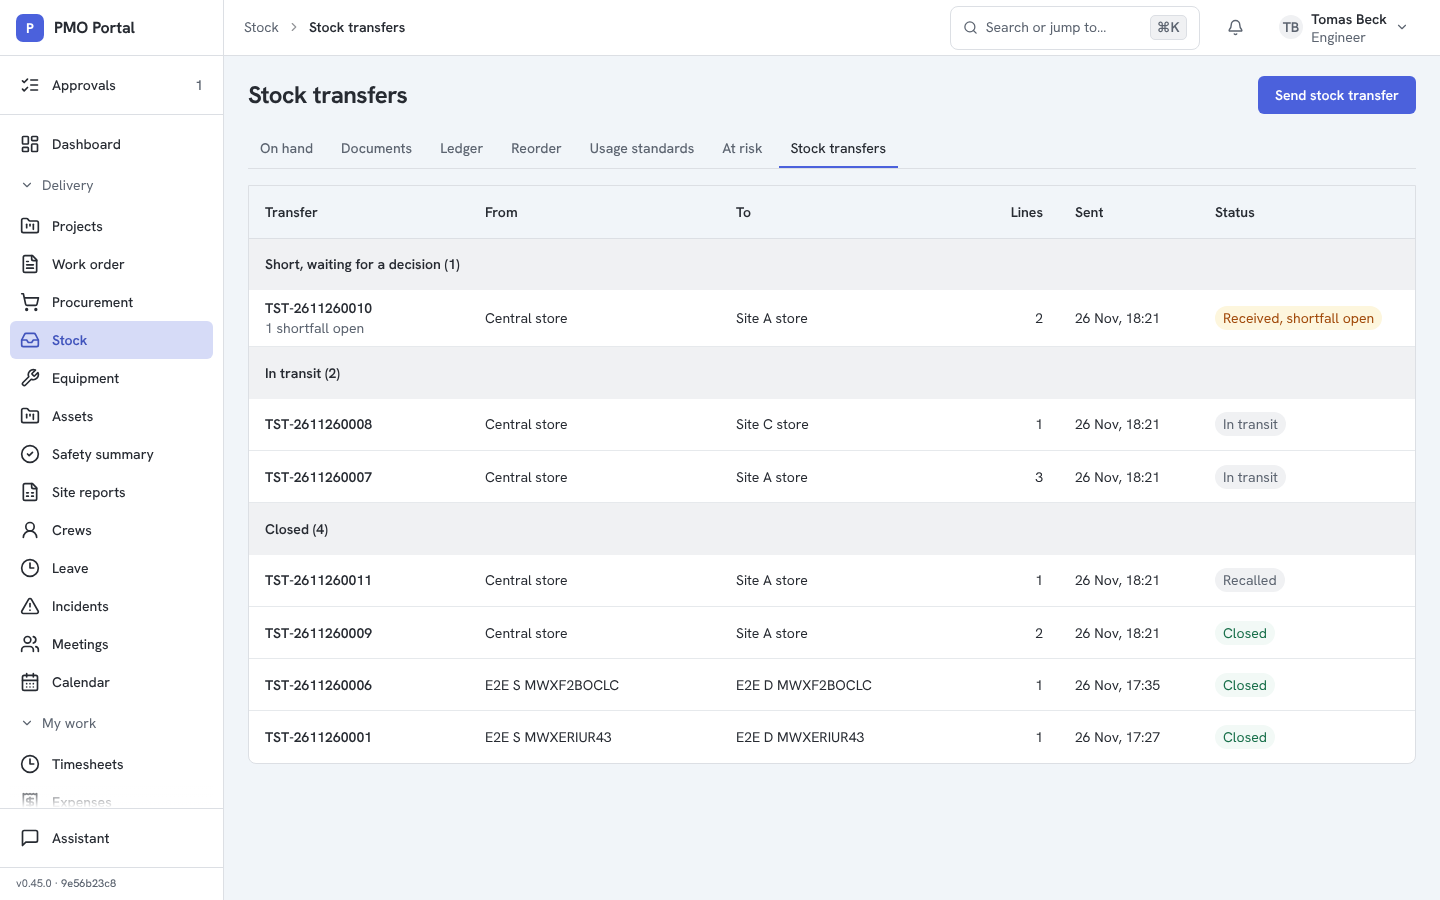 P PMO Portal
Stock > Stock transfers
Search or jump to... ⌘K
TB Tomas Beck
Engineer
Approvals 1
Dashboard
Delivery
Projects
Work order
Procurement
Stock
Equipment
Assets
Safety summary
Site reports
Crews
Leave
Incidents
Meetings
Calendar
My work
Timesheets
Expenses
Assistant
v0.45.0 · 9e56b23c8
Stock transfers
Send stock transfer
On hand Documents Ledger Reorder Usage standards At risk Stock transfers
Transfer From To Lines Sent Status
Short, waiting for a decision (1)
TST-2611260010 Central store Site A store 2 26 Nov, 18:21 Received, shortfall open
1 shortfall open
In transit (2)
TST-2611260008 Central store Site C store 1 26 Nov, 18:21 In transit
TST-2611260007 Central store Site A store 3 26 Nov, 18:21 In transit
Closed (4)
TST-2611260011 Central store Site A store 1 26 Nov, 18:21 Recalled
TST-2611260009 Central store Site A store 2 26 Nov, 18:21 Closed
TST-2611260006 E2E S MWXF2BOCLC E2E D MWXF2BOCLC 1 26 Nov, 17:35 Closed
TST-2611260001 E2E S MWXERIUR43 E2E D MWXERIUR43 1 26 Nov, 17:27 Closed